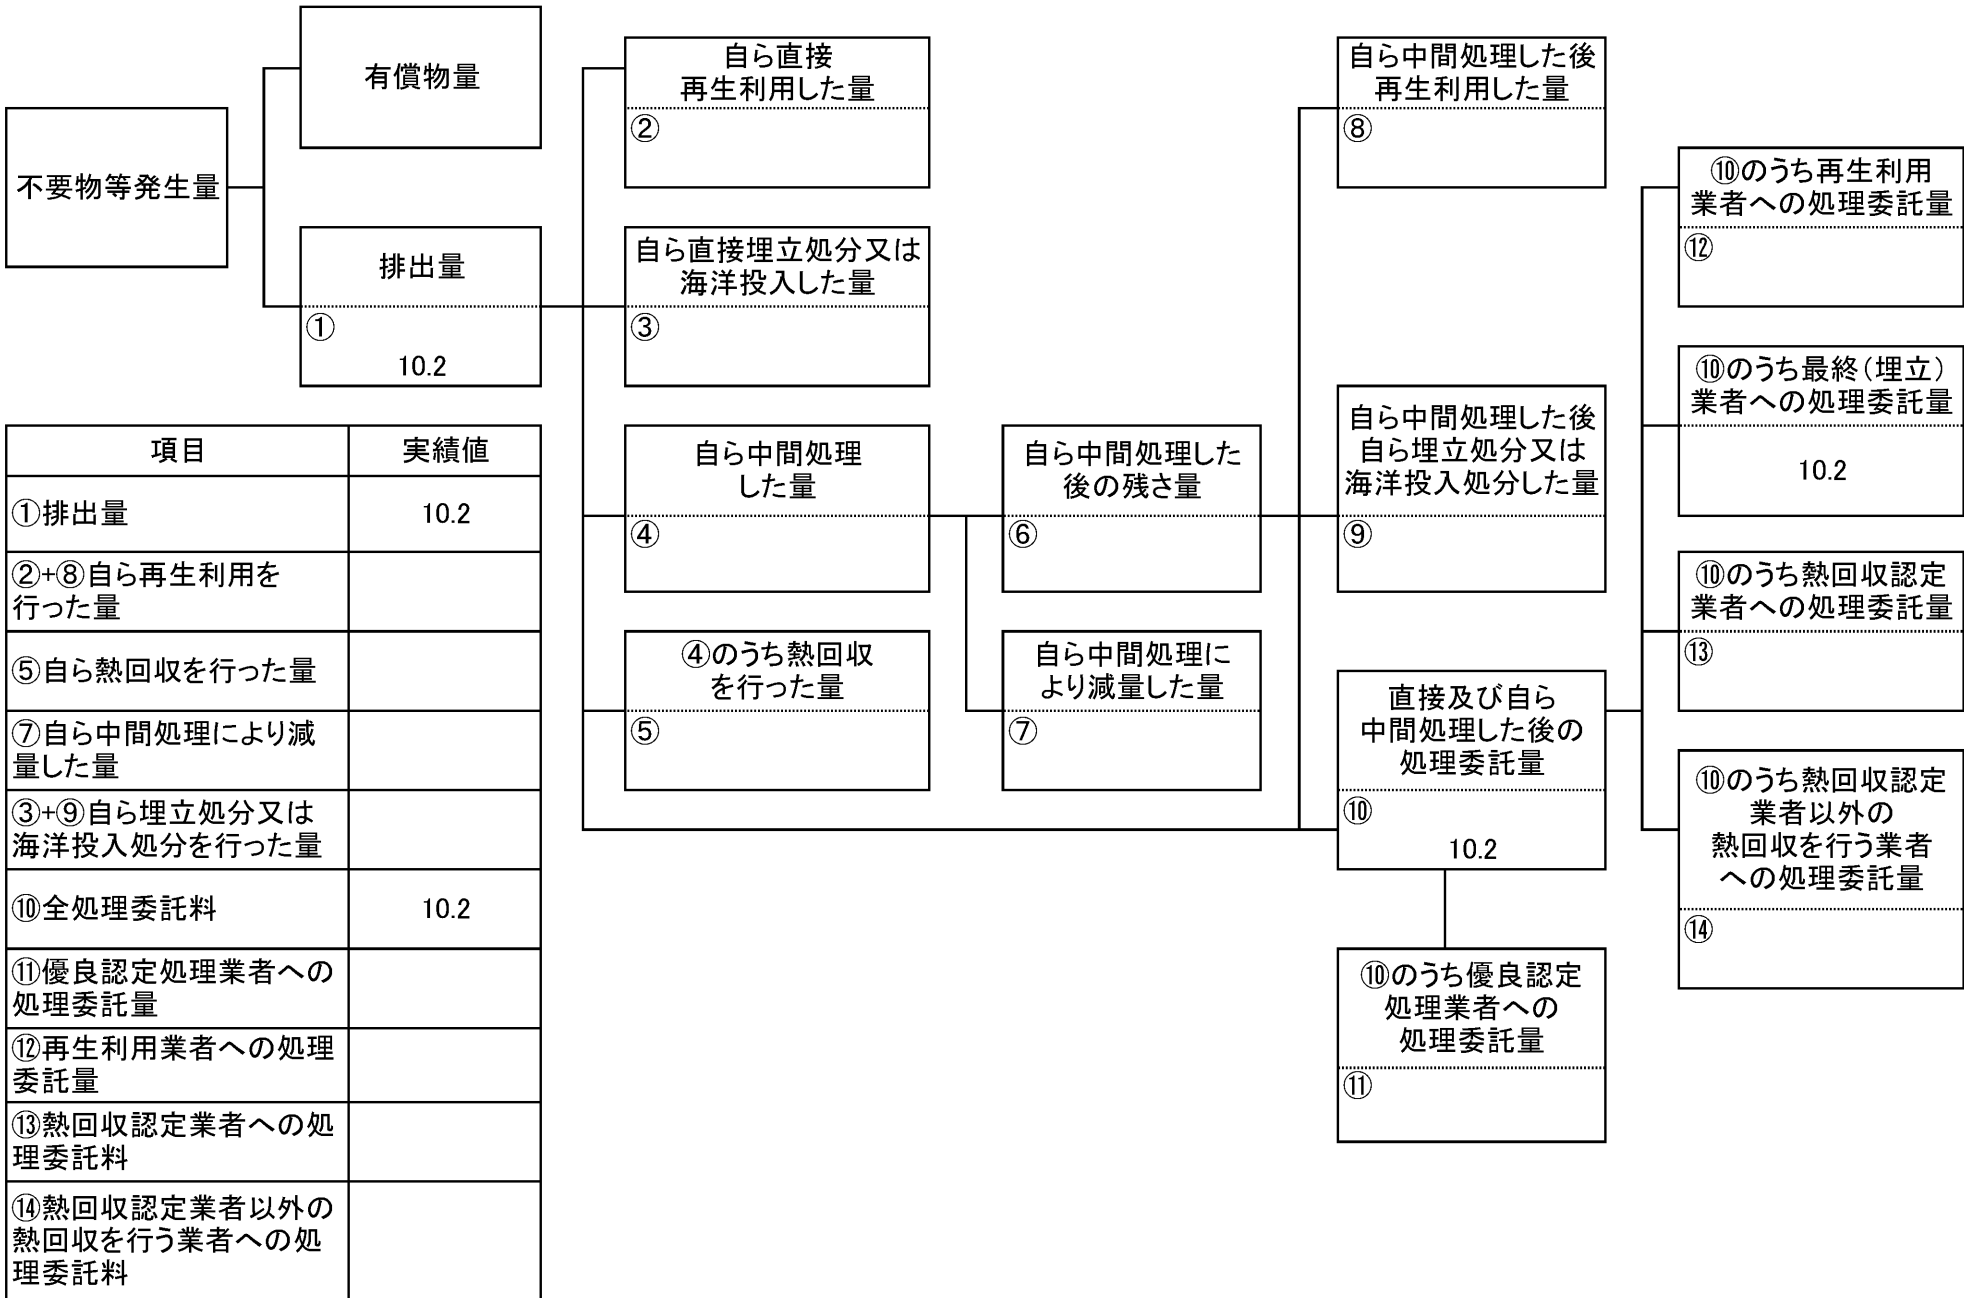 不要物等発生量
有償物量
排出量
①
10.2
自ら直接
再生利用した量
②
自ら直接埋立処分又は
海洋投入した量
③
自ら中間処理
した量
④
④のうち熱回収
を行った量
⑤
自ら中間処理した
後の残さ量
⑥
自ら中間処理に
より減量した量
⑦
自ら中間処理した後
再生利用した量
⑧
自ら中間処理した後
自ら埋立処分又は
海洋投入処分した量
⑨
直接及び自ら
中間処理した後の
処理委託量
⑩
10.2
⑩のうち優良認定
処理業者への
処理委託量
⑪
⑩のうち再生利用
業者への処理委託量
⑫
⑩のうち最終（埋立）
業者への処理委託量
10.2
⑩のうち熱回収認定
業者への処理委託量
⑬
⑩のうち熱回収認定
業者以外の
熱回収を行う業者
への処理委託量
⑭
項目 実績値
①排出量 10.2
②+⑧自ら再生利用を
行った量
⑤自ら熱回収を行った量
⑦自ら中間処理により減
量した量
③+⑨自ら埋立処分又は
海洋投入処分を行った量
⑩全処理委託料 10.2
⑪優良認定処理業者への
処理委託量
⑫再生利用業者への処理
委託量
⑬熱回収認定業者への処
理委託料
⑭熱回収認定業者以外の
熱回収を行う業者への処
理委託料